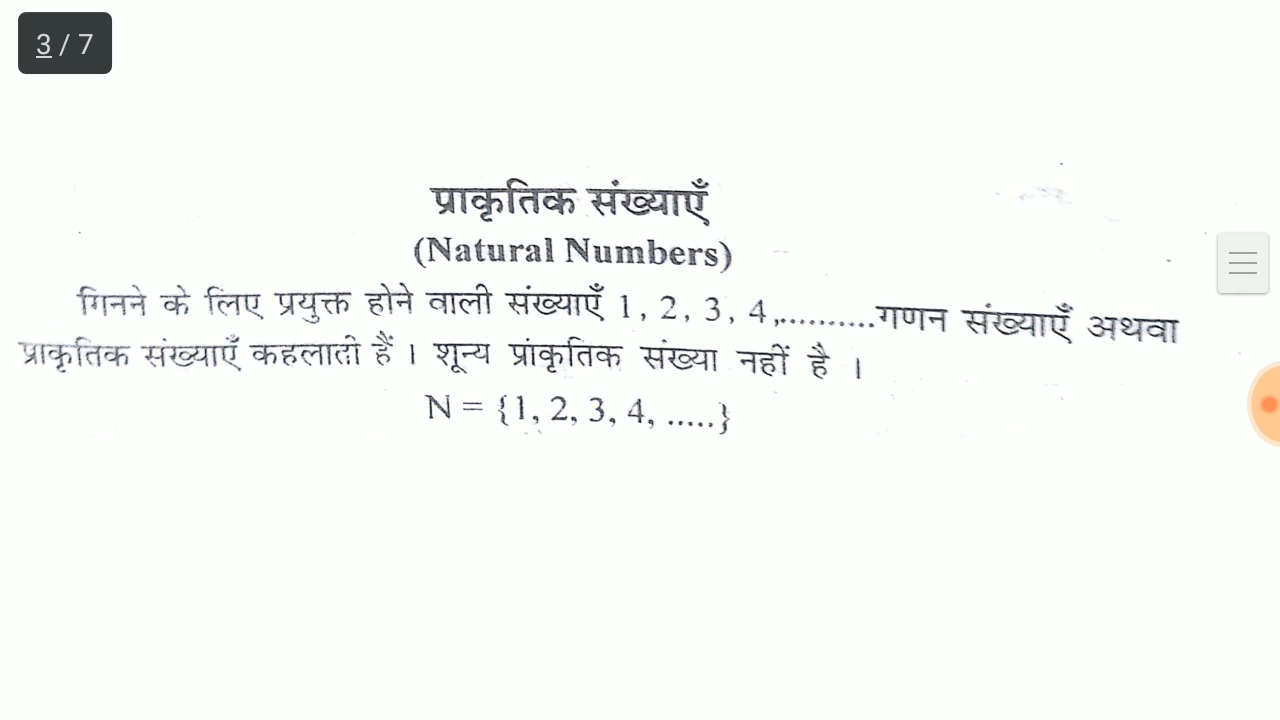 3 / 7
प्राकृतिक संख्याएँ
(Natural Numbers)
गिनने के लिए प्रयुक्त होने वाली संख्याएँ 1, 2, 3, 4,..........गणन संख्याएँ अथवा
प्राकृतिक संख्याएँ कहलाती हैं । शून्य प्रांकृतिक संख्या नहीं है ।
N = {1, 2, 3, 4, .....}